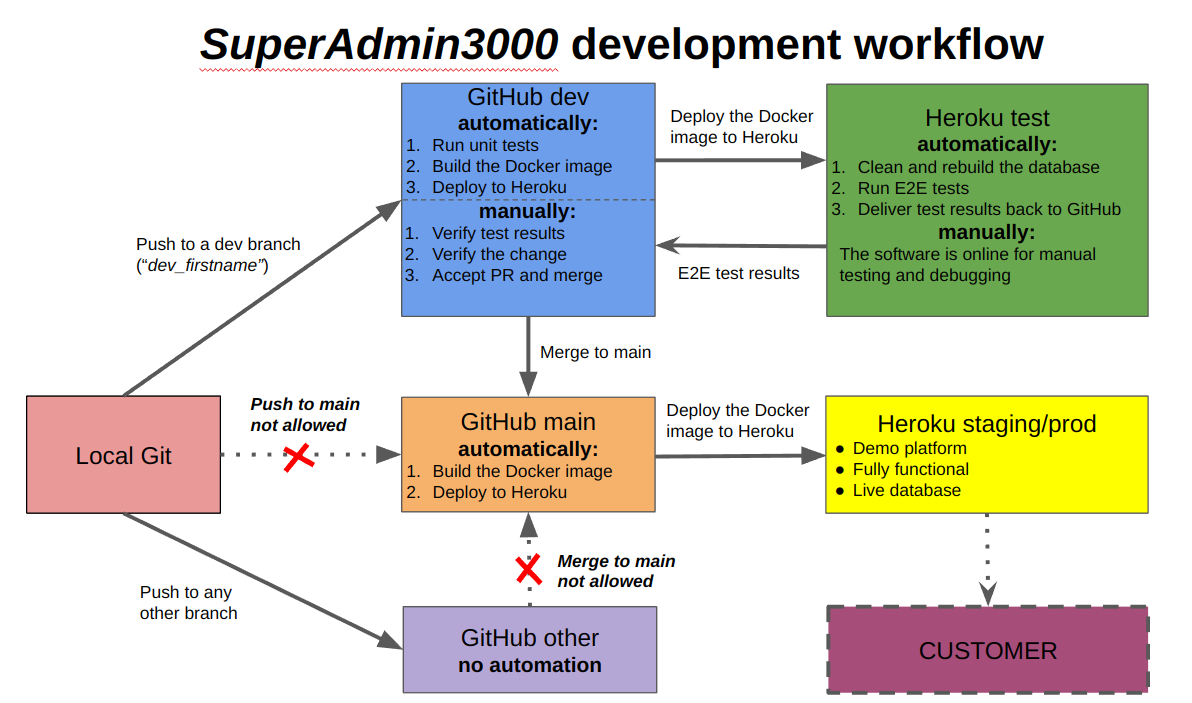 SuperAdmin3000 development workflow
GitHub dev
automatically:
1. Run unit tests
2. Build the Docker image
3. Deploy to Heroku
manually:
1. Verify test results
2. Verify the change
3. Accept PR and merge
Deploy the Docker
image to Heroku
Heroku test
automatically:
1. Clean and rebuild the database
2. Run E2E tests
3. Deliver test results back to GitHub
manually:
The software is online for manual
testing and debugging
E2E test results
Push to a dev branch
(“dev_firstname”)
Merge to main
Local Git
Push to main
not allowed
GitHub main
automatically:
1. Build the Docker image
2. Deploy to Heroku
Deploy the Docker
image to Heroku
Heroku staging/prod
● Demo platform
● Fully functional
● Live database
Merge to main
not allowed
Push to any
other branch
GitHub other
no automation
CUSTOMER